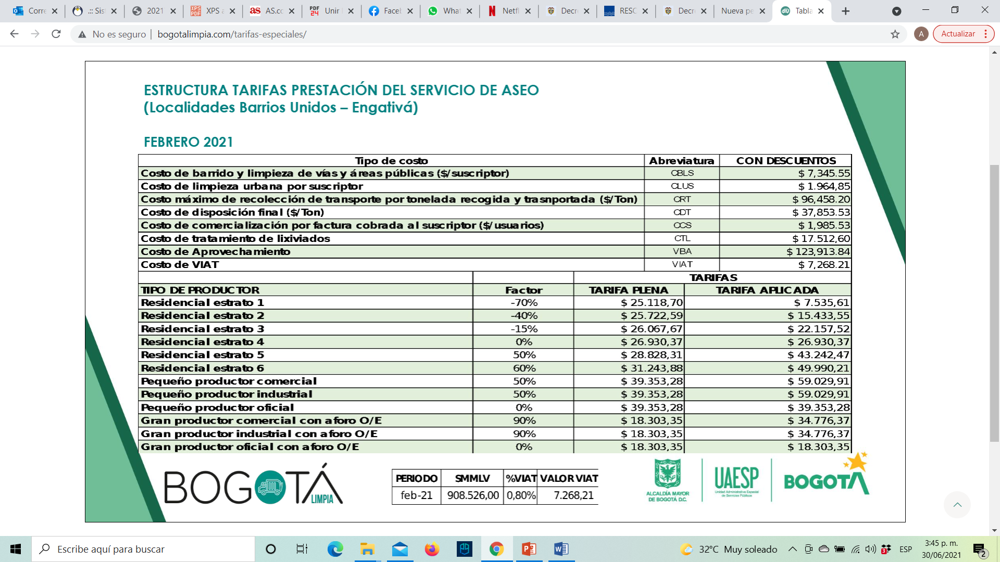 Corre
.:: Sis
2021
XPS a
AS.co
Unir
Faceb
What
Netfl
Decr
RESO
Decr
Nueva pe
Tabla
No es seguro | bogotalimpia.com/tarifas-especiales/
A
Actualizar
ESTRUCTURA TARIFAS PRESTACIÓN DEL SERVICIO DE ASEO
(Localidades Barrios Unidos – Engativá)
FEBRERO 2021
Tipo de costo Abreviatura CON DESCUENTOS
Costo de barrido y limpieza de vías y áreas públicas ($/suscriptor) CBLS $ 7,345.55
Costo de limpieza urbana por suscriptor CLUS $ 1.964,85
Costo máximo de recolección de transporte por tonelada recogida y trasnportada ($/Ton) CRT $ 96,458.20
Costo de disposición final ($/Ton) CDT $ 37,853.53
Costo de comercialización por factura cobrada al suscriptor ($/usuarios) CCS $ 1,985.53
Costo de tratamiento de lixiviados CTL $ 17.512,60
Costo de Aprovechamiento VBA $ 123,913.84
Costo de VIAT VIAT $ 7,268.21
TARIFAS
TIPO DE PRODUCTOR Factor TARIFA PLENA TARIFA APLICADA
Residencial estrato 1 -70% $ 25.118,70 $ 7.535,61
Residencial estrato 2 -40% $ 25.722,59 $ 15.433,55
Residencial estrato 3 -15% $ 26.067,67 $ 22.157,52
Residencial estrato 4 0% $ 26.930,37 $ 26.930,37
Residencial estrato 5 50% $ 28.828,31 $ 43.242,47
Residencial estrato 6 60% $ 31.243,88 $ 49.990,21
Pequeño productor comercial 50% $ 39.353,28 $ 59.029,91
Pequeño productor industrial 50% $ 39.353,28 $ 59.029,91
Pequeño productor oficial 0% $ 39.353,28 $ 39.353,28
Gran productor comercial con aforo O/E 90% $ 18.303,35 $ 34.776,37
Gran productor industrial con aforo O/E 90% $ 18.303,35 $ 34.776,37
Gran productor oficial con aforo O/E 0% $ 18.303,35 $ 18.303,35
BOGOTÁ
LIMPIA
PERIODO SMMLV %VIAT VALOR VIAT
feb-21 908.526,00 0,80% 7.268,21
ALCALDÍA MAYOR
DE BOGOTÁ D.C.
UAESP
Unidad Administrativa Especial
de Servicios Públicos
BOGOTA
Escribe aquí para buscar
32°C Muy soleado
ESP
3:45 p. m.
30/06/2021
2